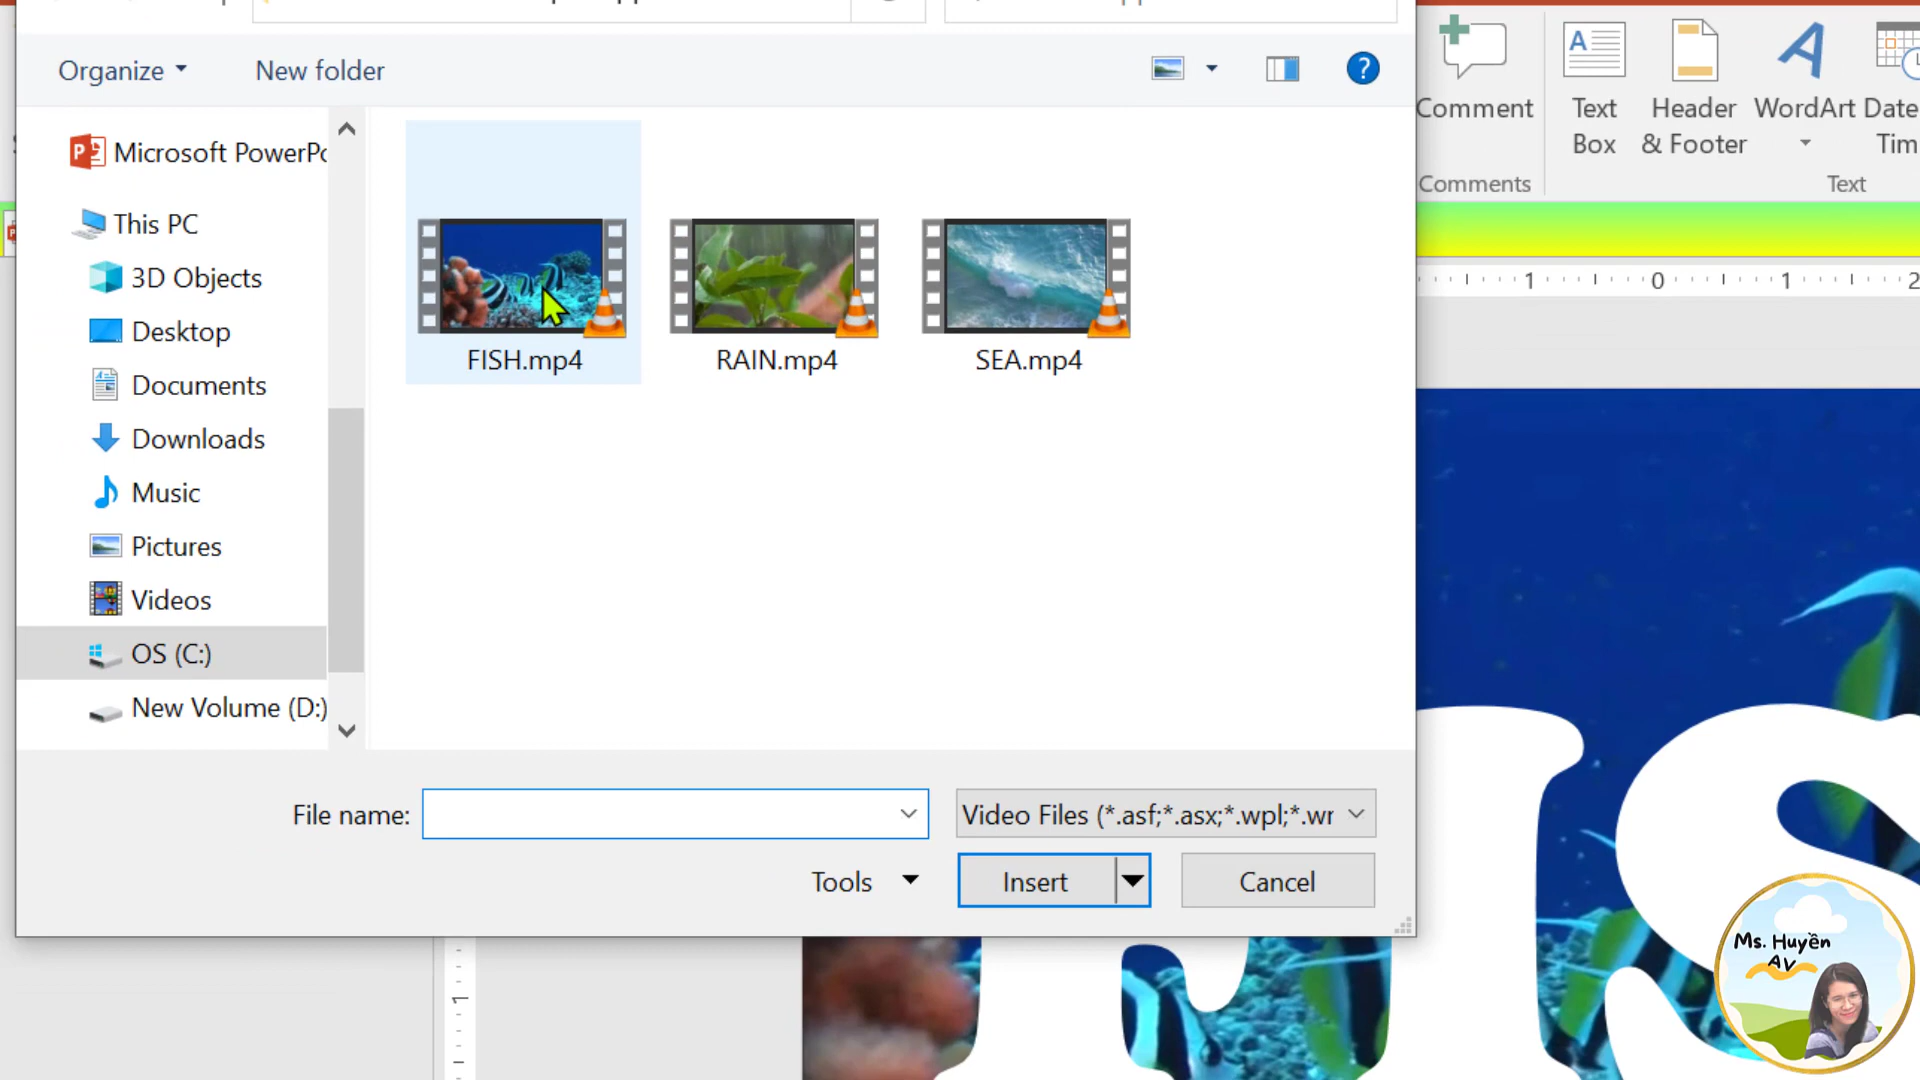 Organize
New folder
Comment
Text
Box
Header
& Footer
WordArt
Date
Tim
Comments
Text
Microsoft PowerPo
This PC
3D Objects
Desktop
Documents
Downloads
Music
Pictures
Videos
OS (C:)
New Volume (D:)
FISH.mp4
RAIN.mp4
SEA.mp4
1
0
1
2
File name:
Video Files (*.asf;*.asx;*.wpl;*.wr
Tools
Insert
Cancel
1
Ms. Huyền
AV